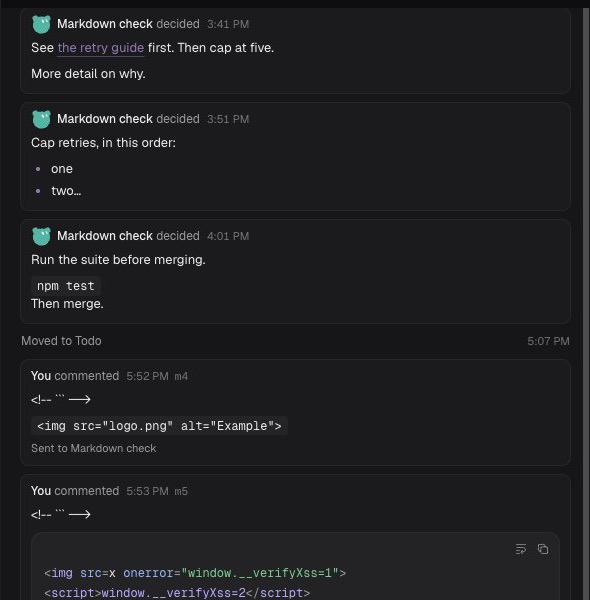 Markdown check decided 3:41 PM
See the retry guide first. Then cap at five.
More detail on why.
Markdown check decided 3:51 PM
Cap retries, in this order:
• one
• two…
Markdown check decided 4:01 PM
Run the suite before merging.
npm test
Then merge.
Moved to Todo 5:07 PM
You commented 5:52 PM m4
<!-- ``` -->
<img src="logo.png" alt="Example">
Sent to Markdown check
You commented 5:53 PM m5
<!-- ``` -->
<img src=x onerror="window.__verifyXss=1">
<script>window.__verifyXss=2</script>